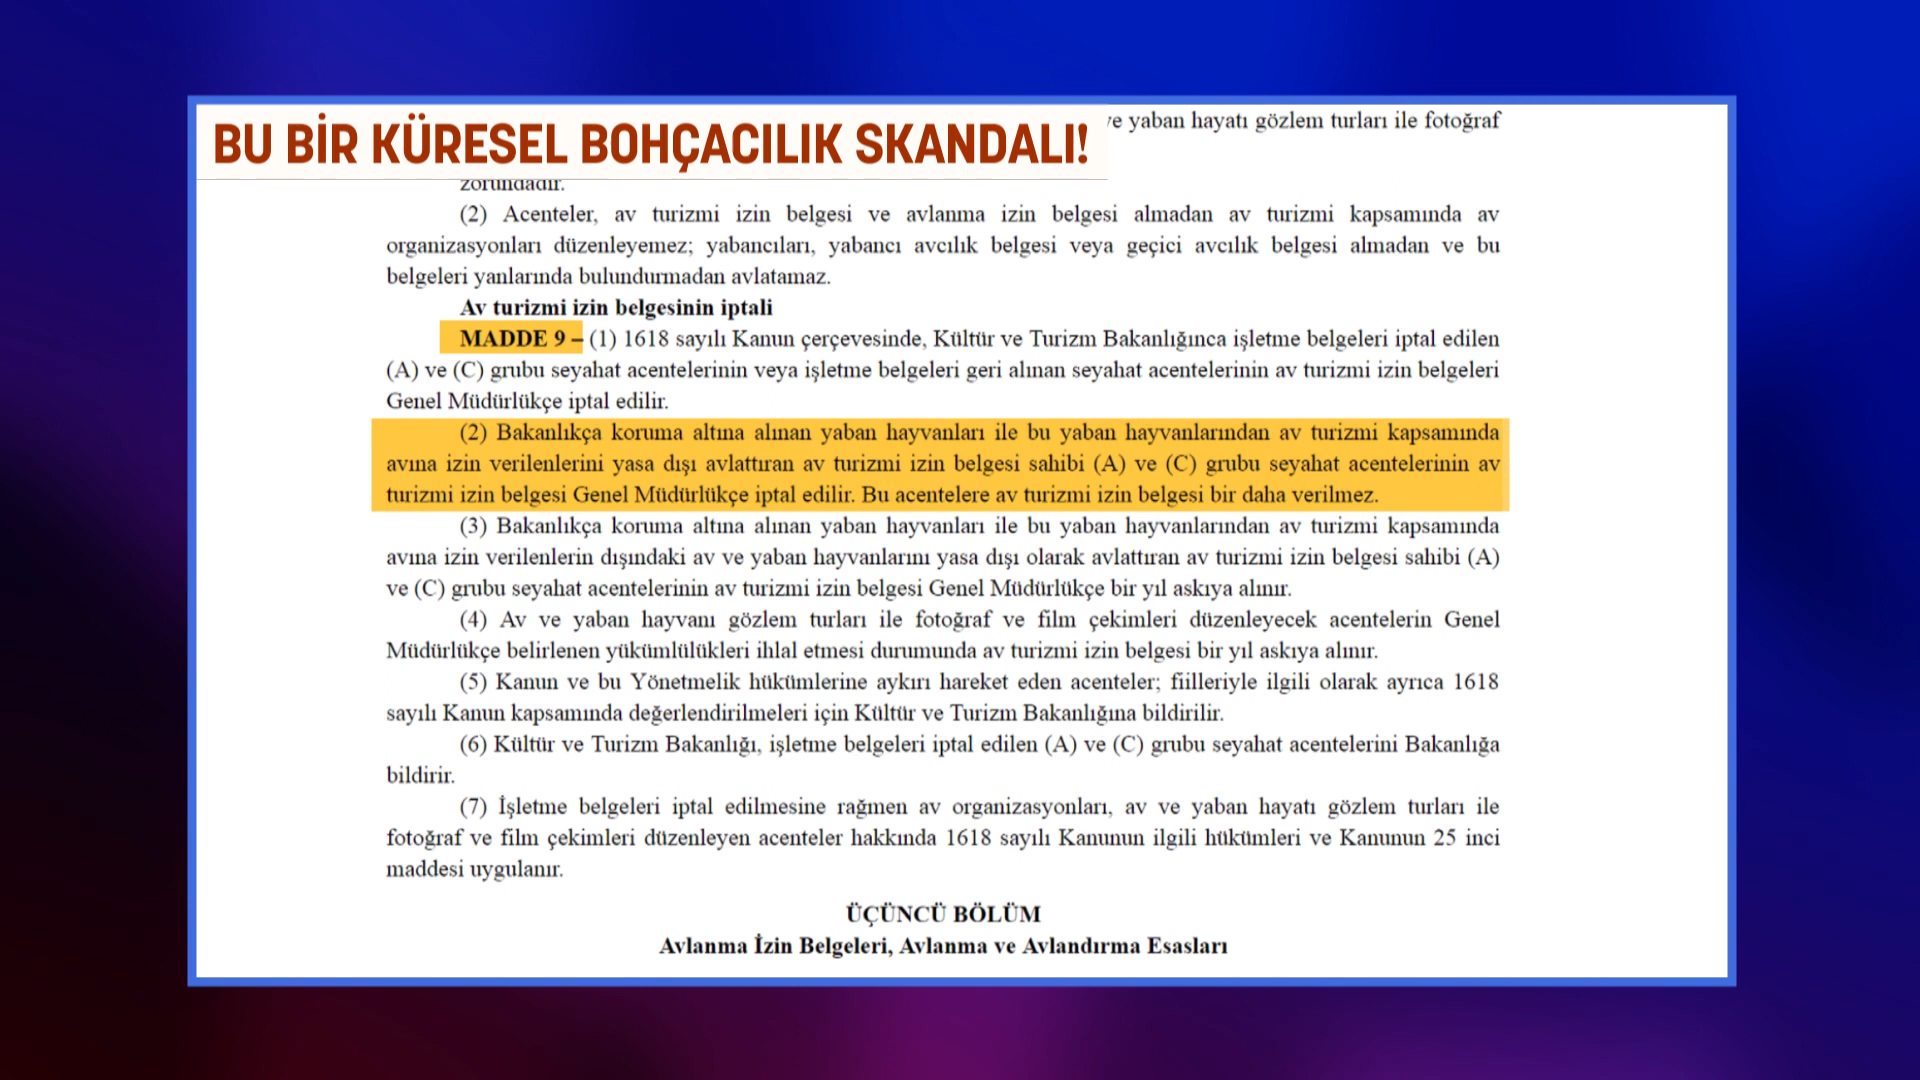 BU BİR KÜRESEL BOHÇACILIK SKANDALI!
ve yaban hayatı gözlem turları ile fotoğraf
zorundadır.
(2) Acenteler, av turizmi izin belgesi ve avlanma izin belgesi almadan av turizmi kapsamında av
organizasyonları düzenleyemez; yabancıları, yabancı avcılık belgesi veya geçici avcılık belgesi almadan ve bu
belgeleri yanlarında bulundurmadan avlatamaz.
Av turizmi izin belgesinin iptali
MADDE 9 – (1) 1618 sayılı Kanun çerçevesinde, Kültür ve Turizm Bakanlığınca işletme belgeleri iptal edilen
(A) ve (C) grubu seyahat acentelerinin veya işletme belgeleri geri alınan seyahat acentelerinin av turizmi izin belgeleri
Genel Müdürlükçe iptal edilir.
(2) Bakanlıkça koruma altına alınan yaban hayvanları ile bu yaban hayvanlarından av turizmi kapsamında
avına izin verilenlerini yasa dışı avlattıran av turizmi izin belgesi sahibi (A) ve (C) grubu seyahat acentelerinin av
turizmi izin belgesi Genel Müdürlükçe iptal edilir. Bu acentelere av turizmi izin belgesi bir daha verilmez.
(3) Bakanlıkça koruma altına alınan yaban hayvanları ile bu yaban hayvanlarından av turizmi kapsamında
avına izin verilenlerin dışındaki av ve yaban hayvanlarını yasa dışı olarak avlattıran av turizmi izin belgesi sahibi (A)
ve (C) grubu seyahat acentelerinin av turizmi izin belgesi Genel Müdürlükçe bir yıl askıya alınır.
(4) Av ve yaban hayvanı gözlem turları ile fotoğraf ve film çekimleri düzenleyecek acentelerin Genel
Müdürlükçe belirlenen yükümlülükleri ihlal etmesi durumunda av turizmi izin belgesi bir yıl askıya alınır.
(5) Kanun ve bu Yönetmelik hükümlerine aykırı hareket eden acenteler; fiilleriyle ilgili olarak ayrıca 1618
sayılı Kanun kapsamında değerlendirilmeleri için Kültür ve Turizm Bakanlığına bildirilir.
(6) Kültür ve Turizm Bakanlığı, işletme belgeleri iptal edilen (A) ve (C) grubu seyahat acentelerini Bakanlığa
bildirir.
(7) İşletme belgeleri iptal edilmesine rağmen av organizasyonları, av ve yaban hayatı gözlem turları ile
fotoğraf ve film çekimleri düzenleyen acenteler hakkında 1618 sayılı Kanunun ilgili hükümleri ve Kanunun 25 inci
maddesi uygulanır.
ÜÇÜNCÜ BÖLÜM
Avlanma İzin Belgeleri, Avlanma ve Avlandırma Esasları